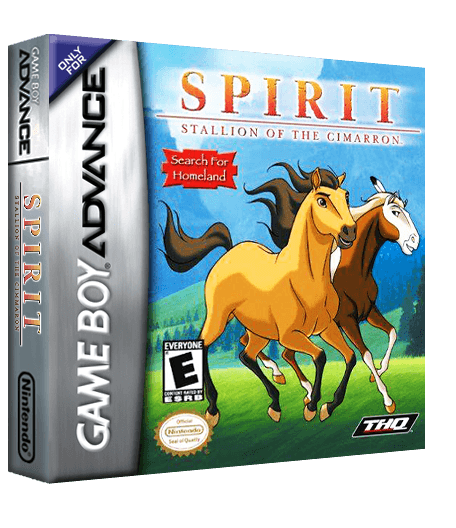 GAME BOY
ADVANCE
SPIRIT
STALLION OF THE CIMARRON
Nintendo®
ONLY
FOR
GAME BOY ADVANCE
SPIRIT
STALLION OF THE CIMARRON™
Search For
Homeland
EVERYONE
E
CONTENT RATED BY
ESRB
Official
Nintendo
Seal of Quality
THQ